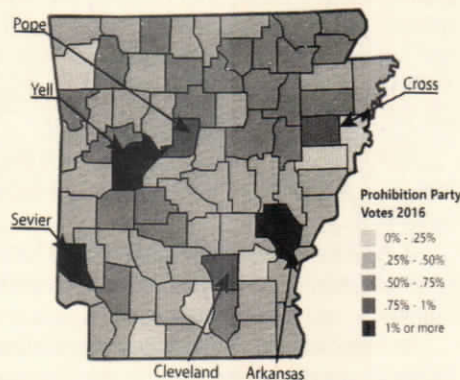 Pope
Yell
Cross
Sevier
Prohibition Party
Votes 2016
0% - .25%
.25% - .50%
.50% - .75%
.75% - 1%
1% or more
Cleveland
Arkansas